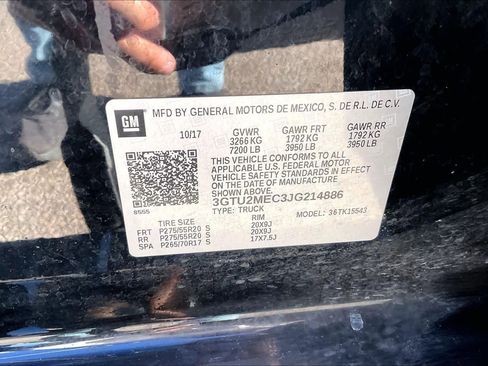 MFD BY GENERAL MOTORS DE MEXICO, S. DE R.L. DE C.V.
GM
10/17 GVWR GAWR FRT GAWR RR
3266 KG 1792 KG 1792 KG
7200 LB 3950 LB 3950 LB
THIS VEHICLE CONFORMS TO ALL
APPLICABLE U.S. FEDERAL MOTOR
VEHICLE SAFETY STANDARDS IN
EFFECT ON THE DATE OF MANUFACTURE
SHOWN ABOVE.
3GTU2MEC3JG214886
TYPE: TRUCK MODEL: 36TK15543
8555
TIRE SIZE RIM
FRT P275/55R20 S 20X9J
RR P275/55R20 S 20X9J
SPA P265/70R17 S 17X7.5J